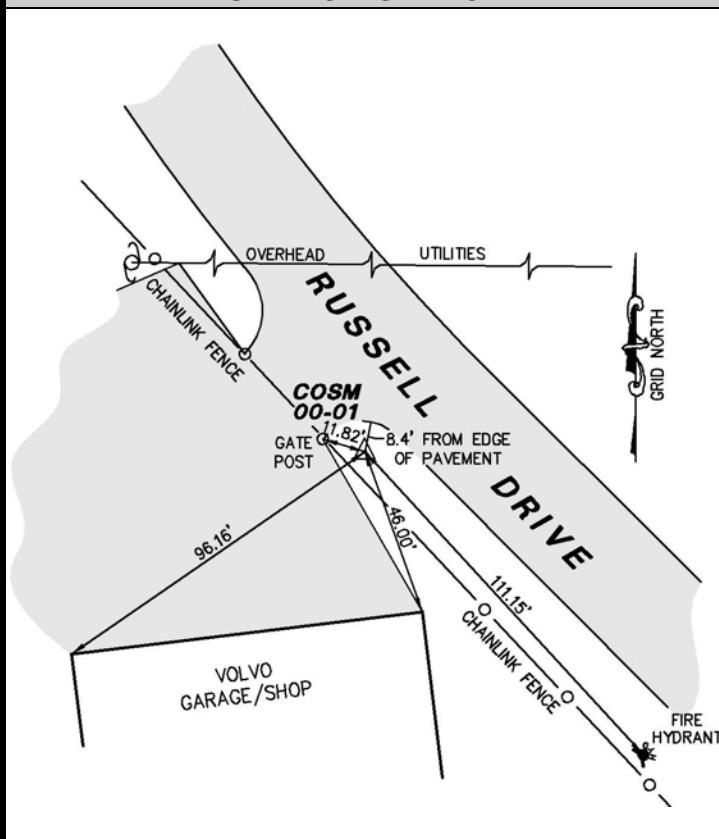 OVERHEAD UTILITIES
CHAINLINK FENCE
RUSSELL DRIVE
GRID NORTH
COSM
00-01
11.82'
GATE
POST
8.4' FROM EDGE
OF PAVEMENT
96.16'
46.00'
111.15'
CHAINLINK FENCE
VOLVO
GARAGE/SHOP
FIRE
HYDRANT